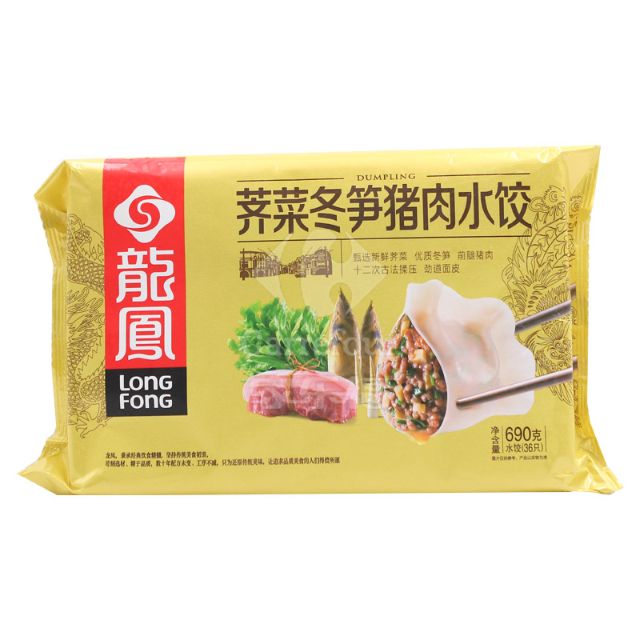 DUMPLING
荠菜冬笋猪肉水饺
甄选新鲜荠菜 优质冬笋 前腿猪肉
十二次古法揉压 劲道面皮
龍鳳
LONG
FONG
净含量
690克
水饺(36只)